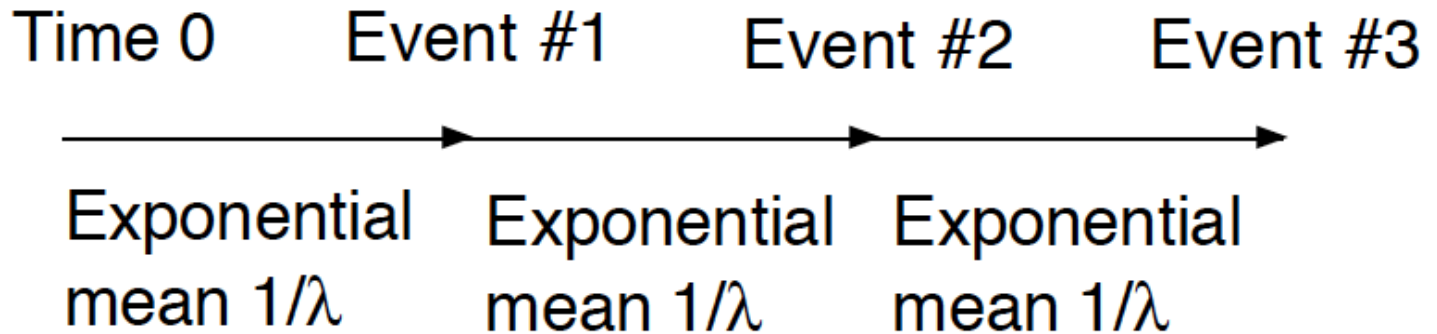 Time 0 Event #1 Event #2 Event #3
Exponential Exponential Exponential
mean 1/λ mean 1/λ mean 1/λ